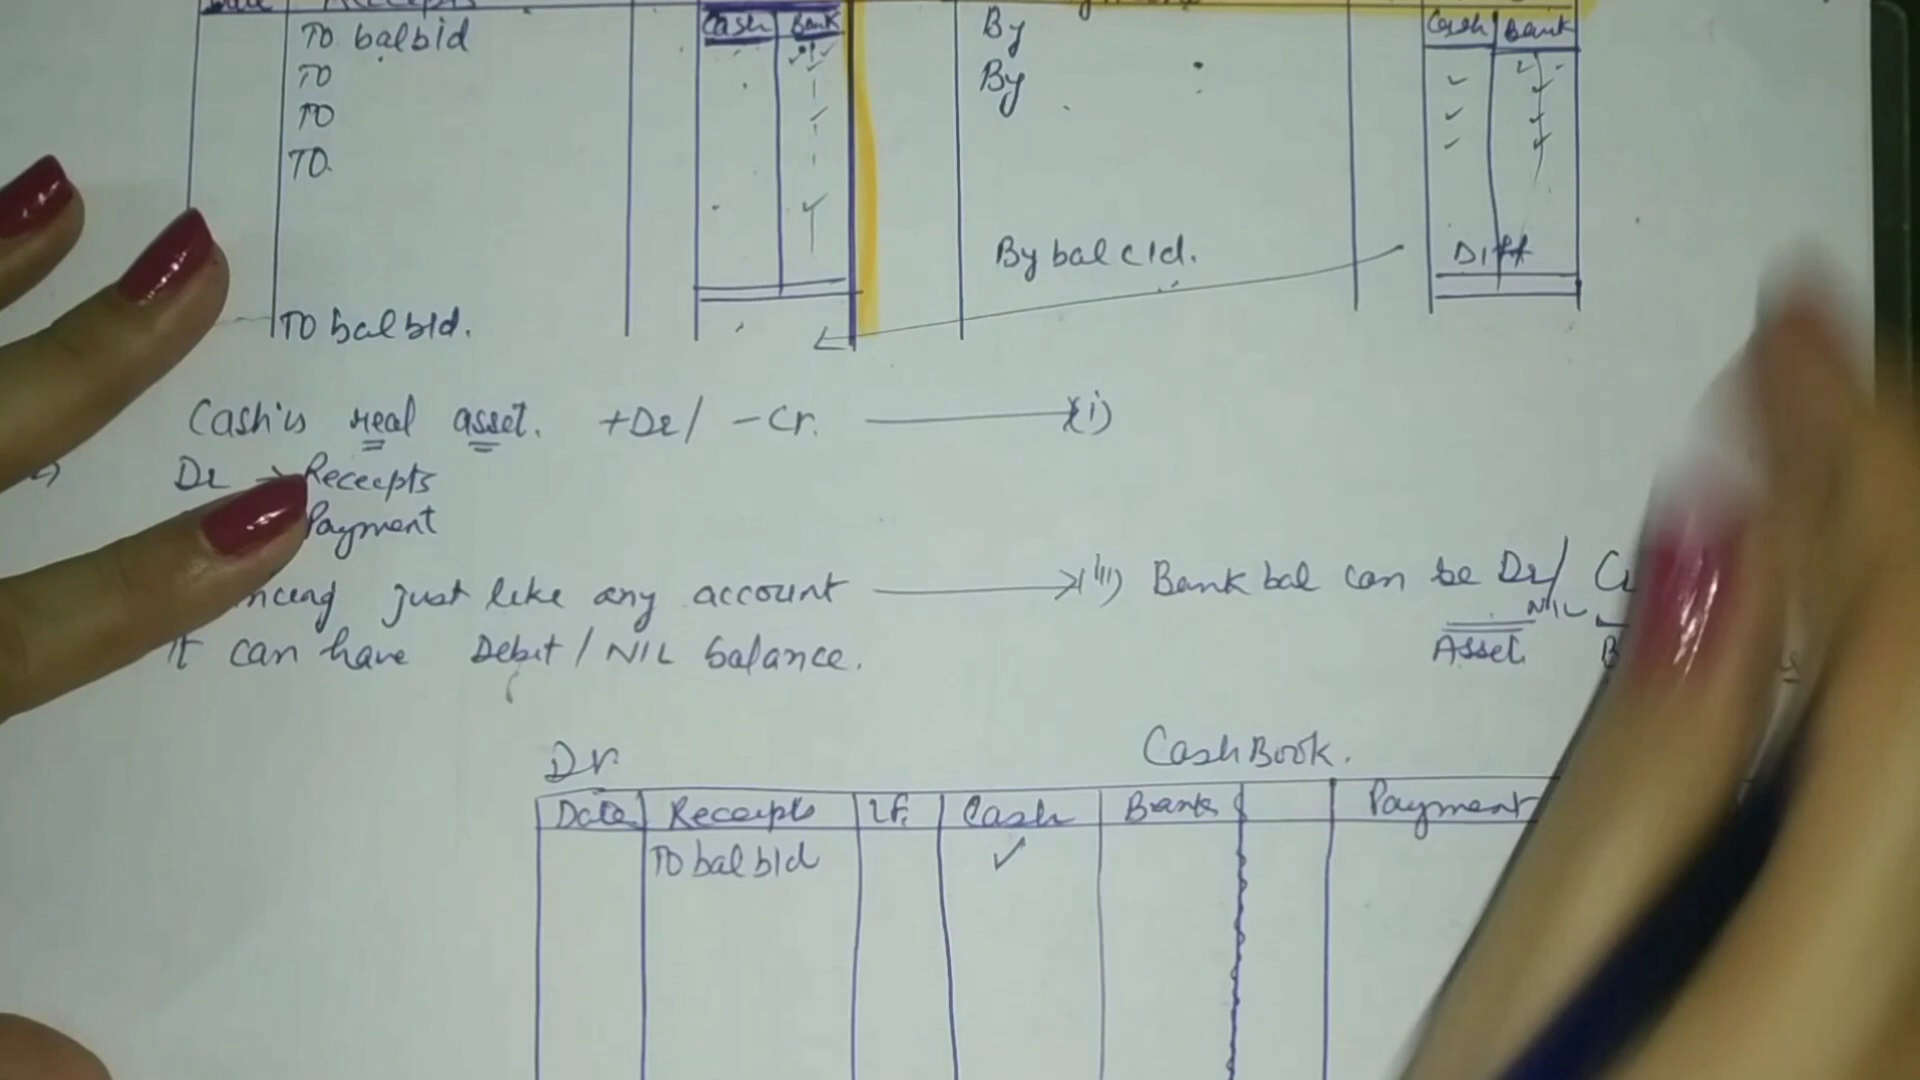 Cash Bank
Cash Bank
To bal b/d
By
To
By
To
To
By bal c/d.
Diff
To bal b/d.
Cash is real asset. +Dr/ -Cr. (i)
Dr → Receipts
Payment
ncing just like any account (iii) Bank bal can be Dr/ Cr
NIL
It can have Debit/NIL balance.
Asset.
Dr.
Cash Book.
Date Receipts L.F. Cash Bank Payment
To bal b/d ✓